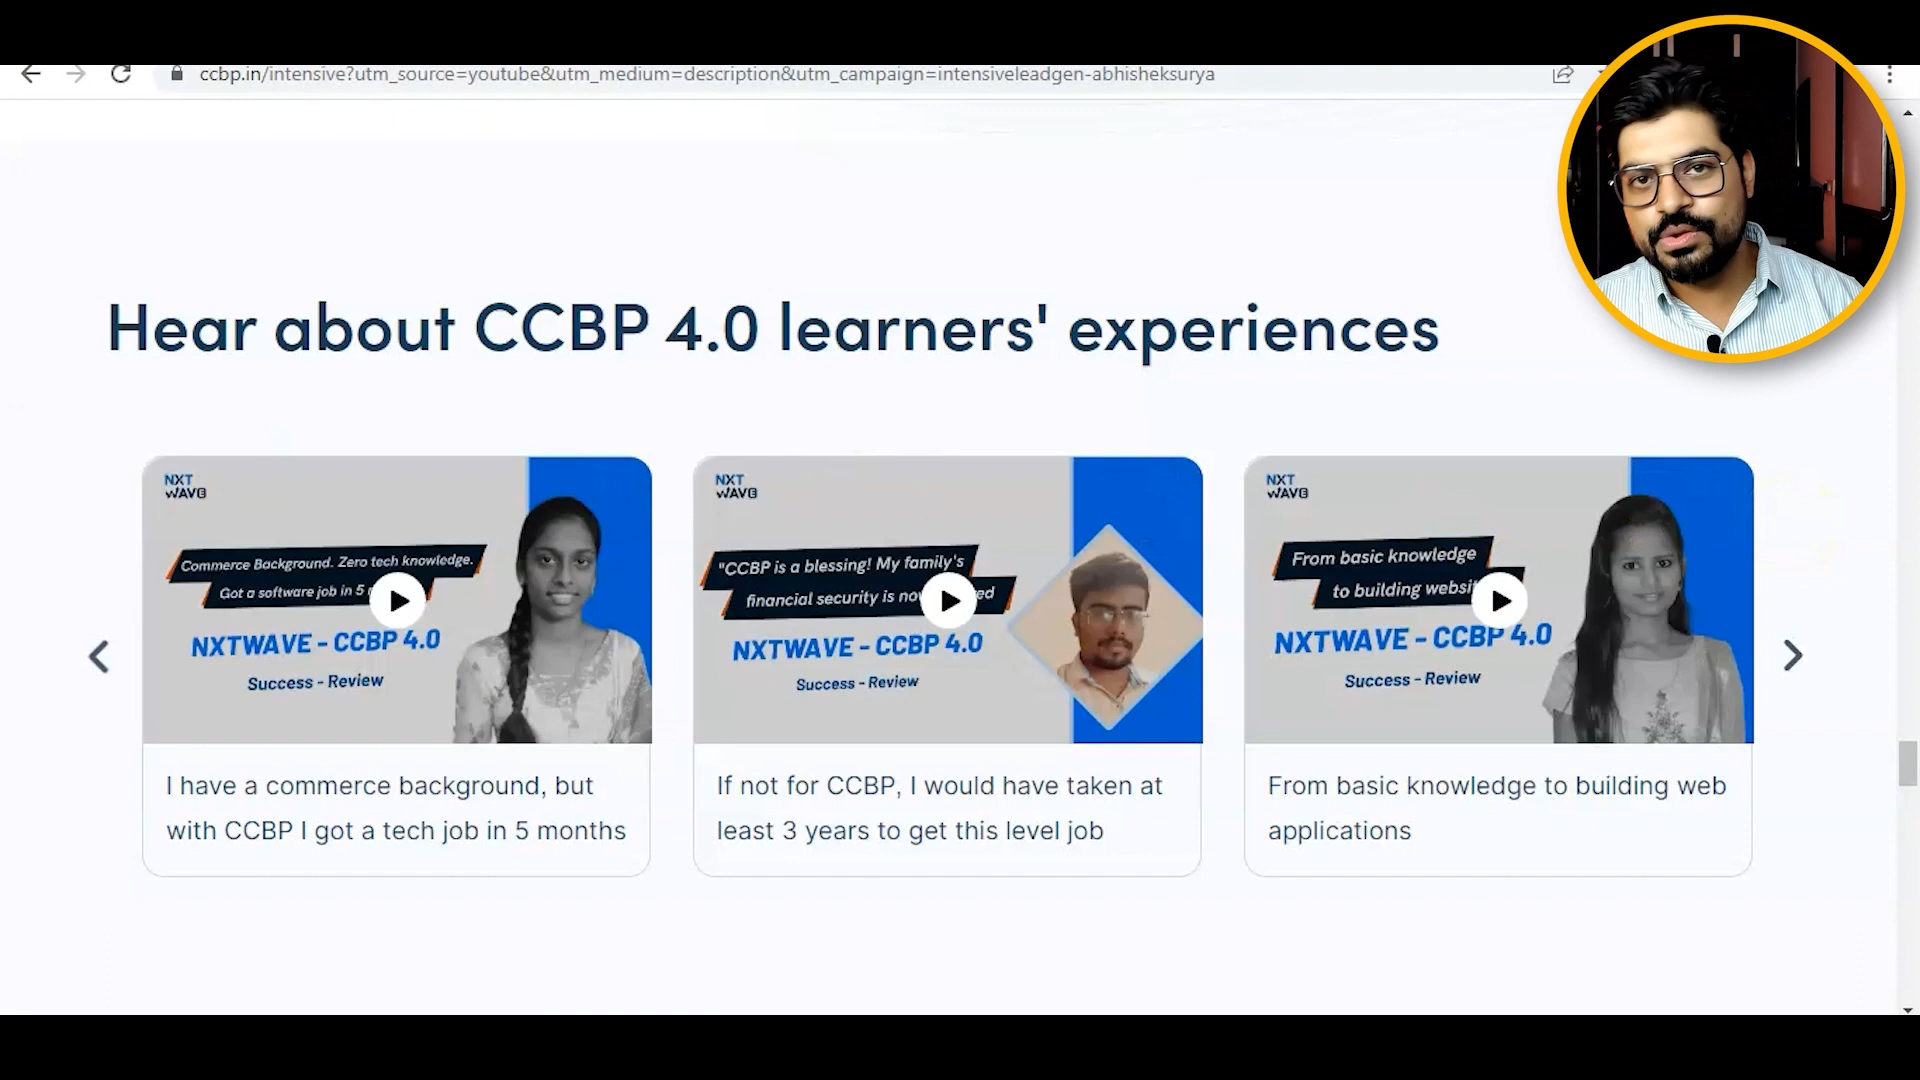 ccbp.in/intensive?utm_source=youtube&utm_medium=description&utm_campaign=intensiveleadgen-abhisheksurya
Hear about CCBP 4.0 learners' experiences
NXT
WAVE
Commerce Background. Zero tech knowledge.
Got a software job in 5
NXTWAVE - CCBP 4.0
Success - Review
I have a commerce background, but
with CCBP I got a tech job in 5 months
NXT
WAVE
"CCBP is a blessing! My family's
financial security is
NXTWAVE - CCBP 4.0
Success - Review
If not for CCBP, I would have taken at
least 3 years to get this level job
NXT
WAVE
From basic knowledge
to building
NXTWAVE - CCBP 4.0
Success - Review
From basic knowledge to building web
applications